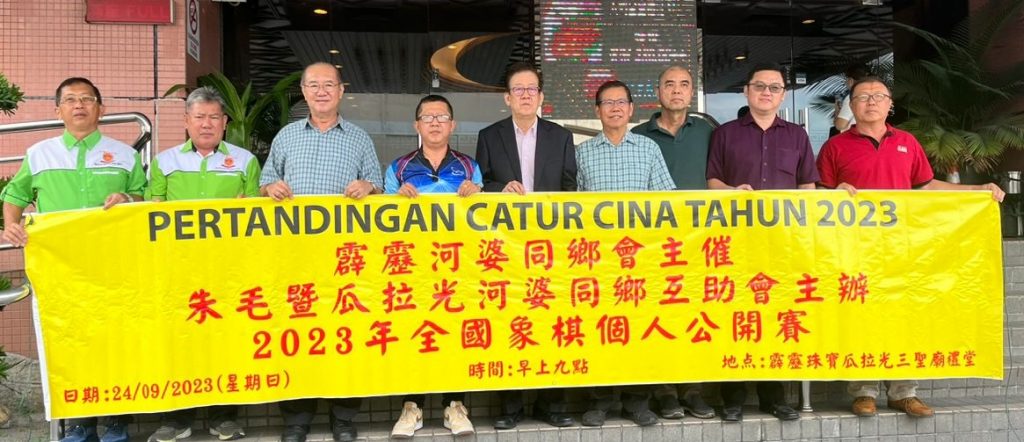 PERTANDINGAN CATUR CINA TAHUN 2023
霹靂河婆同鄉會主催
朱毛暨瓜拉光河婆同鄉互助會主辦
2023年全國象棋個人公開賽
日期:24/09/2023(星期日)
時間:早上九點
地点:霹靂珠寶瓜拉光三聖廟禮堂